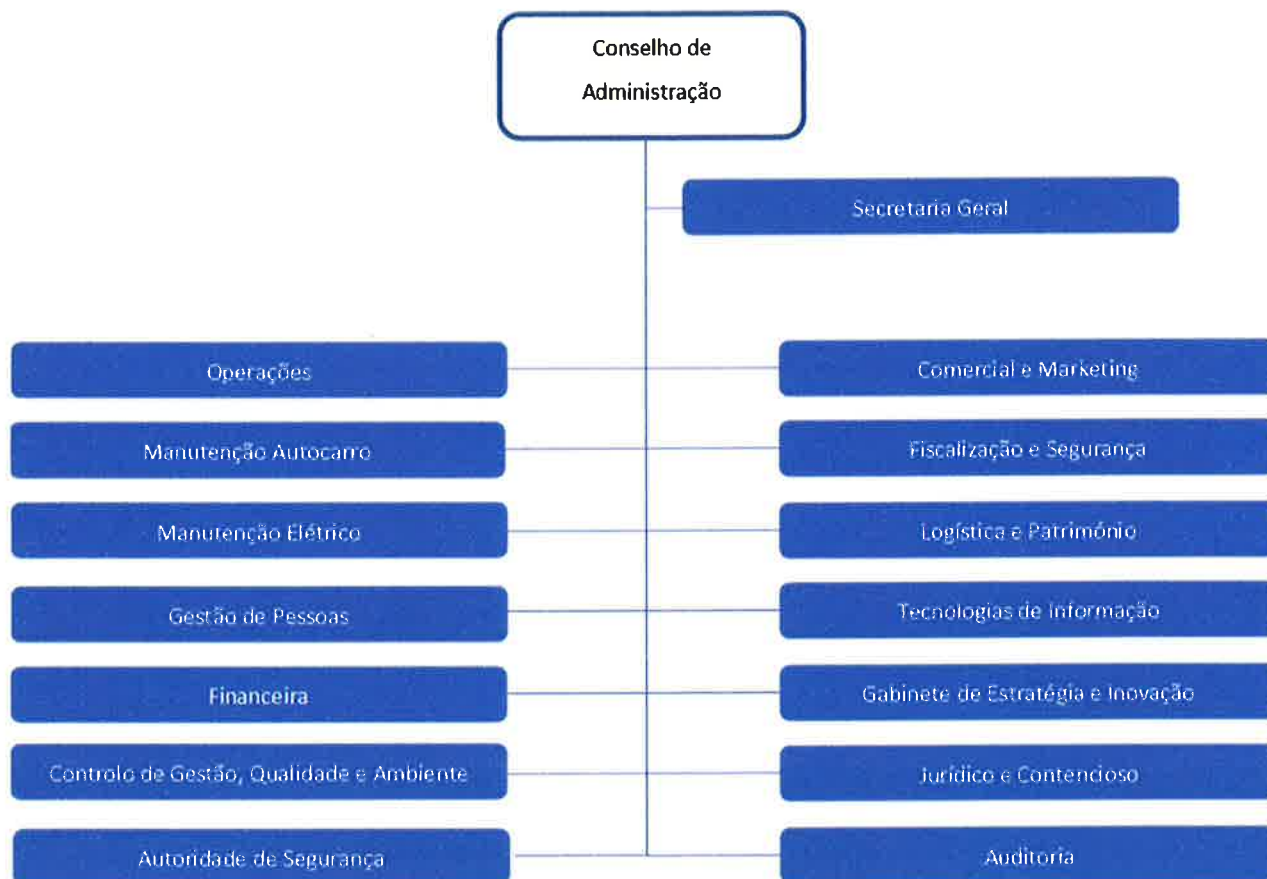 Conselho de
Administração
Secretaria Geral
Operações
Comercial e Marketing
Manutenção Autocarro
Fiscalização e Segurança
Manutenção Elétrico
Logística e Património
Gestão de Pessoas
Tecnologias de Informação
Financeira
Gabinete de Estratégia e Inovação
Controlo de Gestão, Qualidade e Ambiente
Jurídico e Contencioso
Autoridade de Segurança
Auditoria